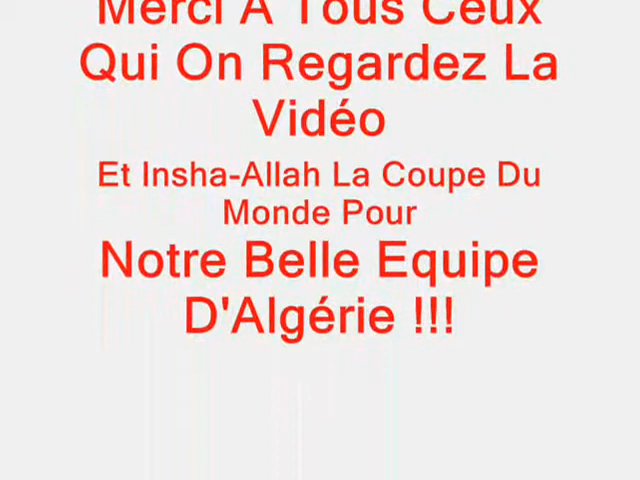 Merci A Tous Ceux
Qui On Regardez La
Vidéo
Et Insha-Allah La Coupe Du
Monde Pour
Notre Belle Equipe
D'Algérie !!!